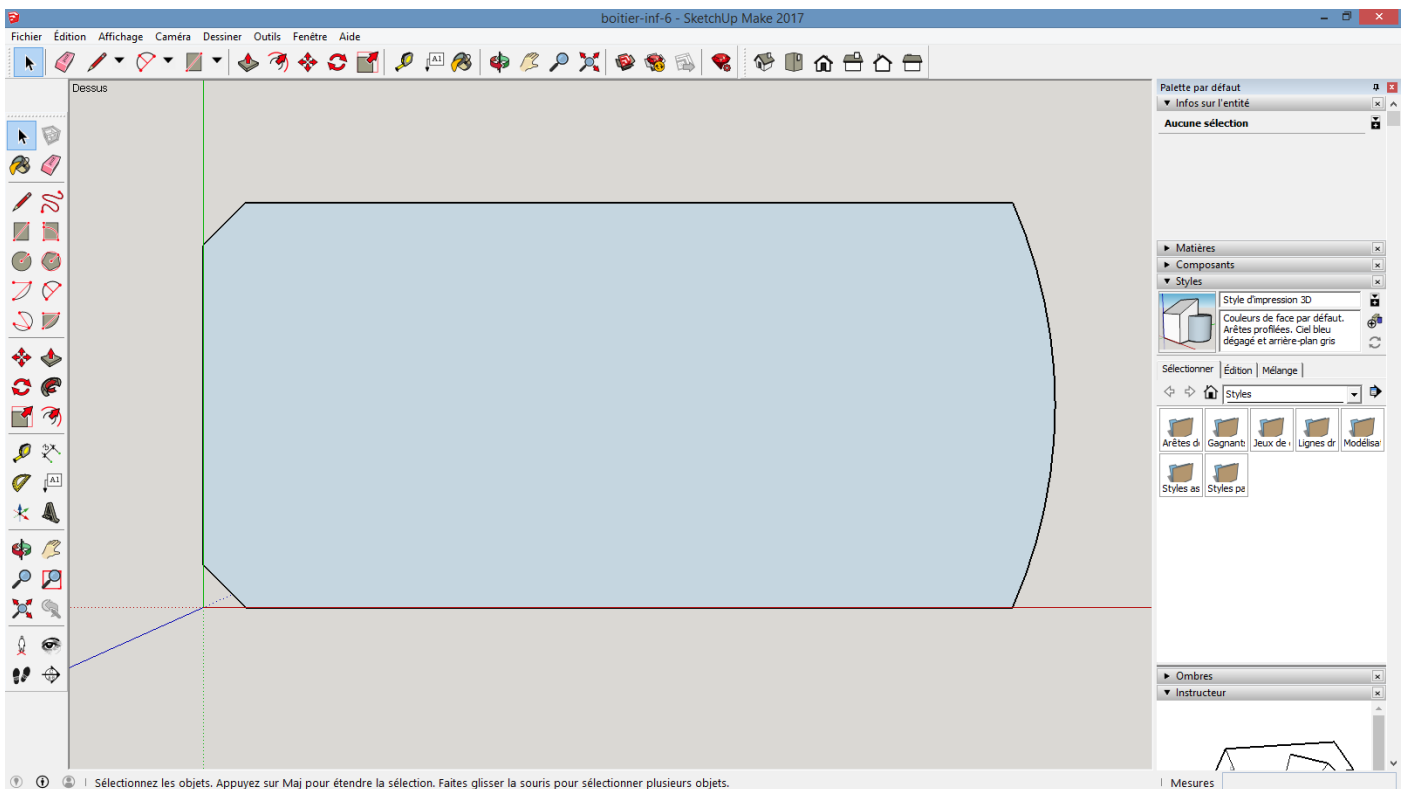 boitier-inf-6 - SketchUp Make 2017
Fichier Édition Affichage Caméra Dessiner Outils Fenêtre Aide
A1
Dessus
Palette par défaut
Infos sur l'entité
Aucune sélection
A1
Matières
Composants
Styles
Style d'impression 3D
Couleurs de face par défaut.
Arêtes profilées. Ciel bleu
dégagé et arrière-plan gris
Sélectionner Édition Mélange
Styles
Arêtes d Gagnant Jeux de Lignes dr Modélisa
Styles as Styles pa
Ombres
Instructeur
Sélectionnez les objets. Appuyez sur Maj pour étendre la sélection. Faites glisser la souris pour sélectionner plusieurs objets.
Mesures